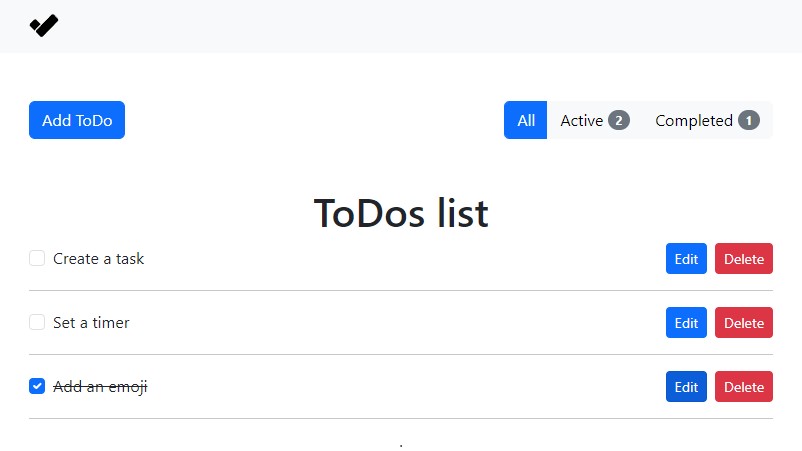 Add ToDo All Active 2 Completed 1
ToDos list
Create a task Edit Delete
Set a timer Edit Delete
Add an emoji Edit Delete
.